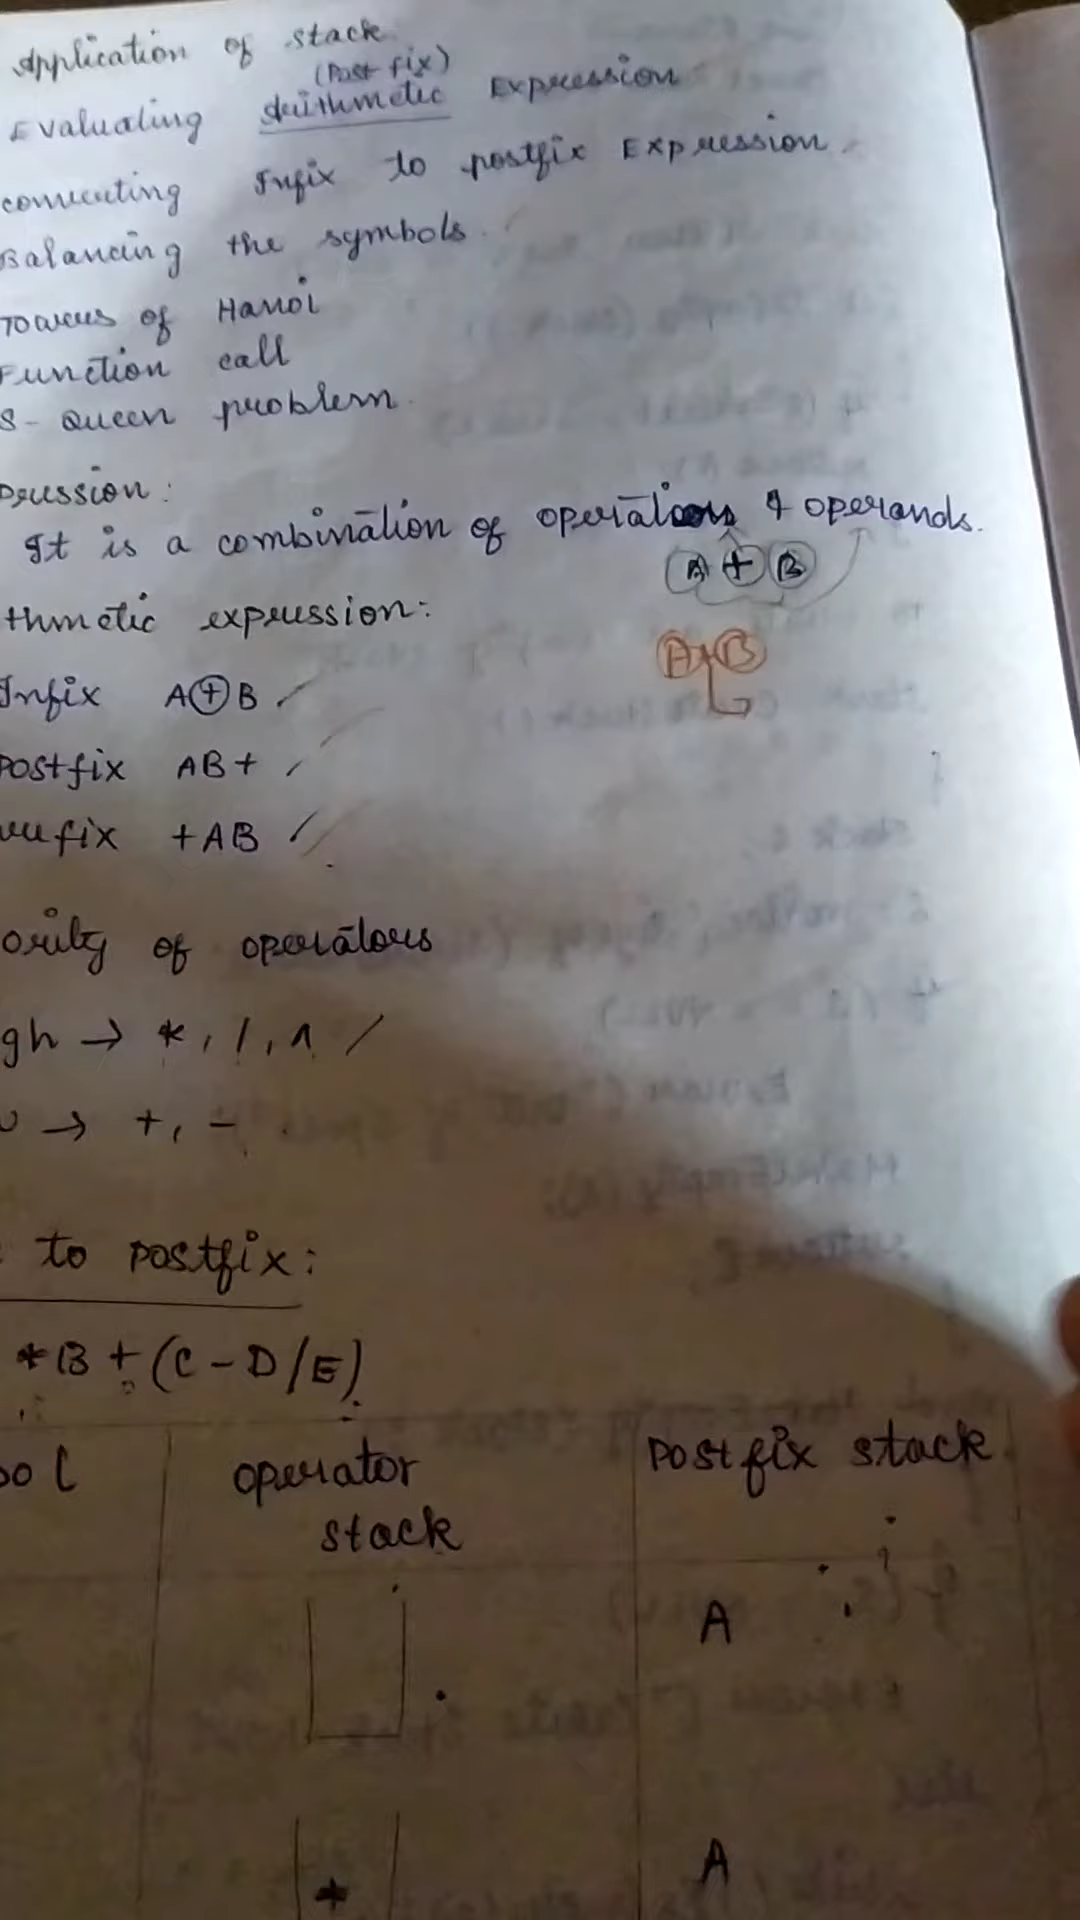 Application of stack
(Post fix)
Evaluating Arithmetic Expression
converting Infix to postfix Expression.
Balancing the symbols.
Towers of Hanoi
Function call
8-Queen problem.
pression:
It is a combination of operators & operands.
A + B
thmetic expression:
A * B
Infix A+B
Postfix AB+
refix +AB
ority of operators
gh → *, /, ^
w → +, -
to postfix:
*B + (C - D/E)
bol operator stack Postfix stack
A
* A